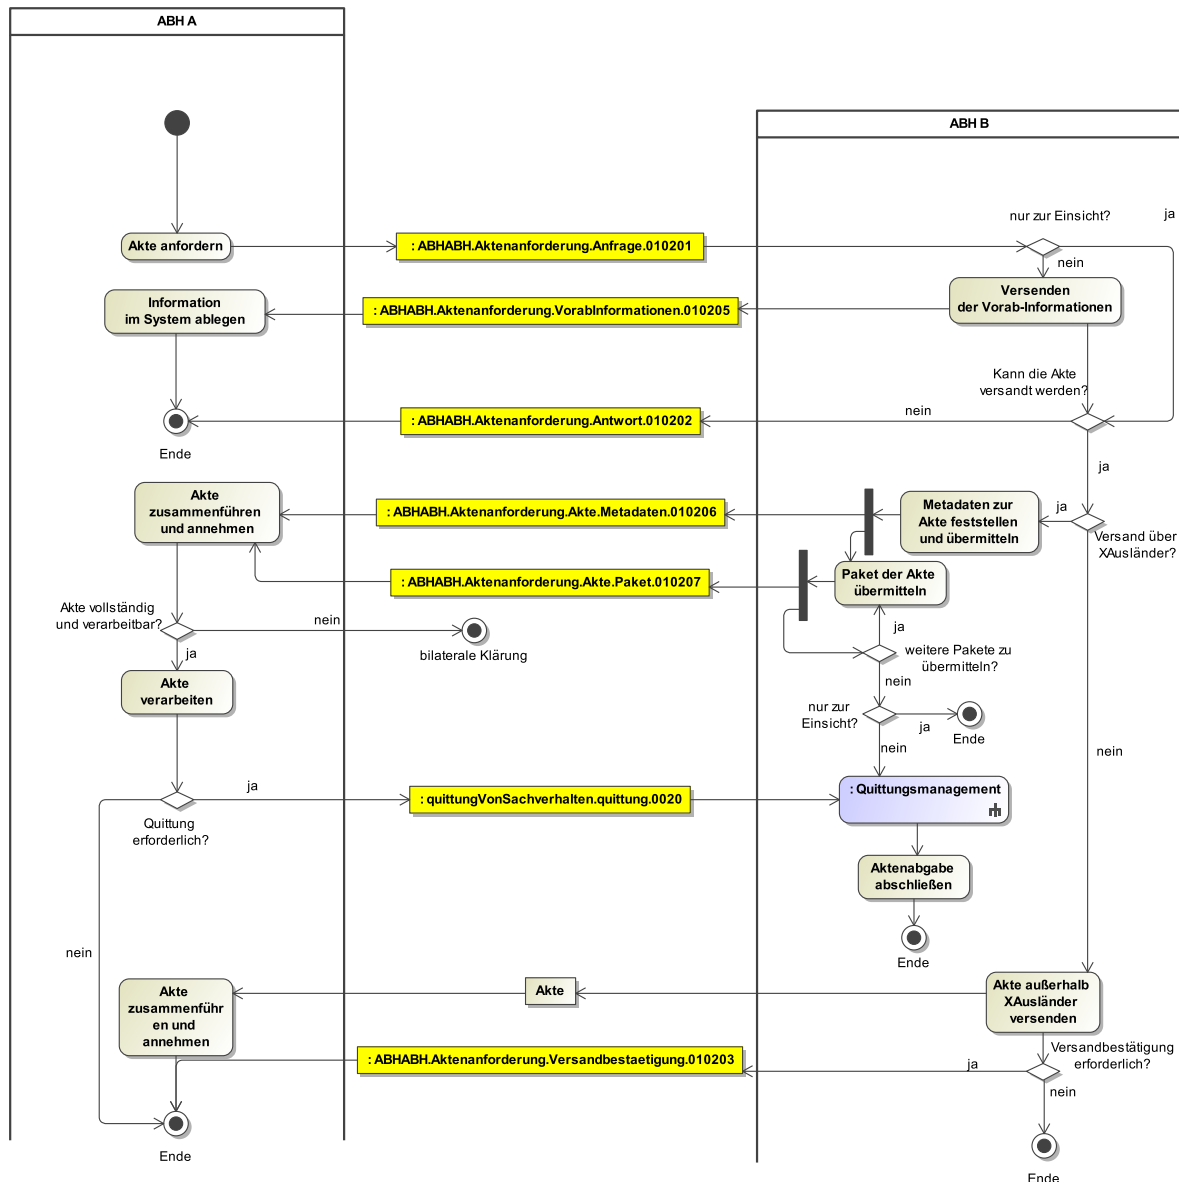 ABH A
ABH B
nur zur Einsicht?
ja
Akte anfordern
: ABHABH.Aktenanforderung.Anfrage.010201
nein
Information
im System ablegen
: ABHABH.Aktenanforderung.VorabInformationen.010205
Versenden
der Vorab-Informationen
Kann die Akte
versandt werden?
nein
: ABHABH.Aktenanforderung.Antwort.010202
Ende
ja
Akte
zusammenführen
und annehmen
: ABHABH.Aktenanforderung.Akte.Metadaten.010206
Metadaten zur
Akte feststellen
und übermitteln
ja
Versand über
XAusländer?
: ABHABH.Aktenanforderung.Akte.Paket.010207
Paket der Akte
übermitteln
Akte vollständig
und verarbeitbar?
nein
bilaterale Klärung
ja
ja
weitere Pakete zu
übermitteln?
nein
Akte
verarbeiten
nur zur
Einsicht?
ja
Ende
nein
nein
ja
: quittungVonSachverhalten.quittung.0020
: Quittungsmanagement
Quittung
erforderlich?
Aktenabgabe
abschließen
Ende
nein
Akte
zusammenführ
en und
annehmen
Akte
Akte außerhalb
XAusländer
versenden
: ABHABH.Aktenanforderung.Versandbestaetigung.010203
ja
Versandbestätigung
erforderlich?
nein
Ende
Ende